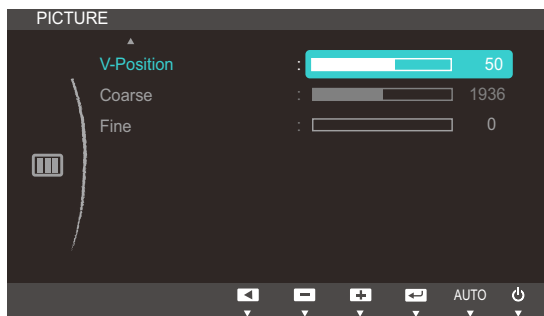 PICTURE
V-Position : 50
Coarse : 1936
Fine : 0
AUTO